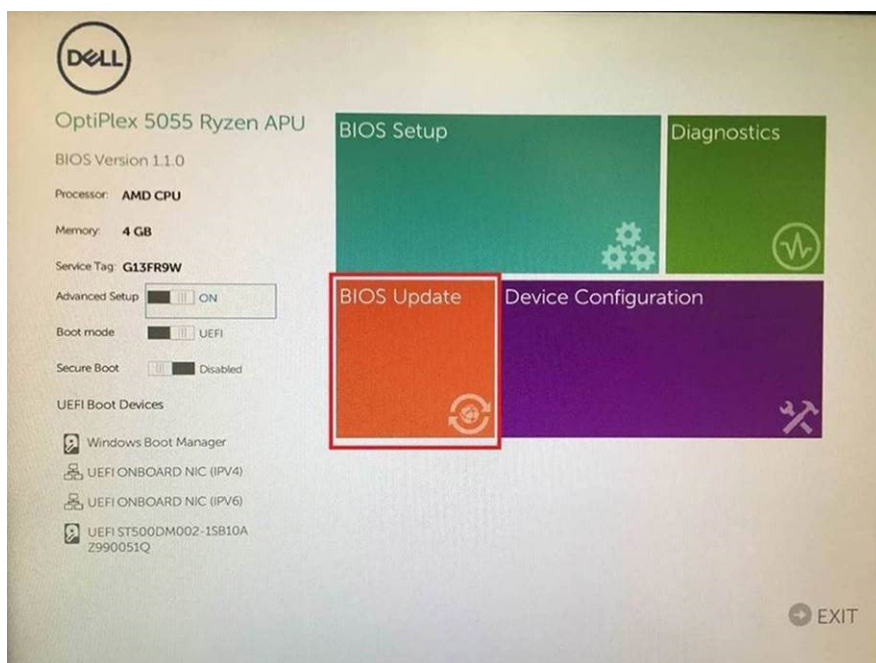 DELL
OptiPlex 5055 Ryzen APU
BIOS Version 1.1.0
Processor: AMD CPU
Memory: 4 GB
Service Tag: G13FR9W
Advanced Setup ON
Boot mode UEFI
Secure Boot Disabled
UEFI Boot Devices
Windows Boot Manager
UEFI ONBOARD NIC (IPV4)
UEFI ONBOARD NIC (IPV6)
UEFI ST500DM002-1SB10A
Z990051Q
BIOS Setup
Diagnostics
BIOS Update
Device Configuration
EXIT